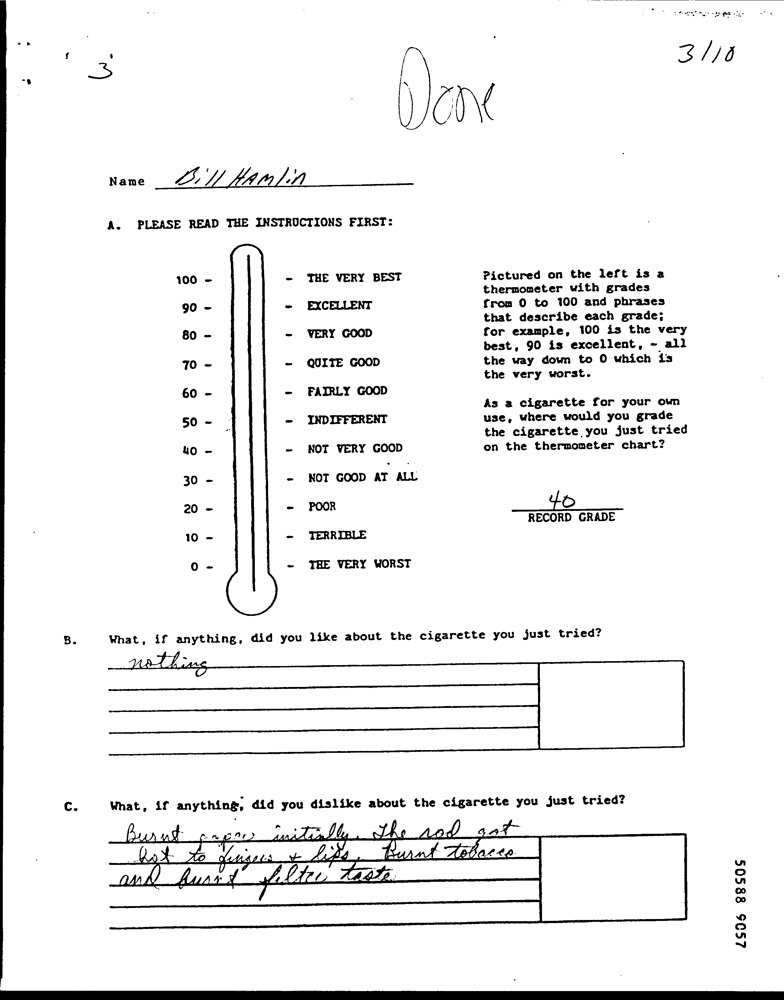 3
3/10
Done
Name Bill Hamlin
A. PLEASE READ THE INSTRUCTIONS FIRST:
100 - - THE VERY BEST
90 - - EXCELLENT
80 - - VERY GOOD
70 - - QUITE GOOD
60 - - FAIRLY GOOD
50 - - INDIFFERENT
40 - - NOT VERY GOOD
30 - - NOT GOOD AT ALL
20 - - POOR
10 - - TERRIBLE
0 - - THE VERY WORST
Pictured on the left is a
thermometer with grades
from 0 to 100 and phrases
that describe each grade;
for example, 100 is the very
best, 90 is excellent, - all
the way down to 0 which is
the very worst.
As a cigarette for your own
use, where would you grade
the cigarette you just tried
on the thermometer chart?
40
RECORD GRADE
B. What, if anything, did you like about the cigarette you just tried?
nothing
C. What, if anything, did you dislike about the cigarette you just tried?
Burnt paper initially. The rod got
hot to fingers + lips. Burnt tobacco
and burnt filter taste
50588 9057